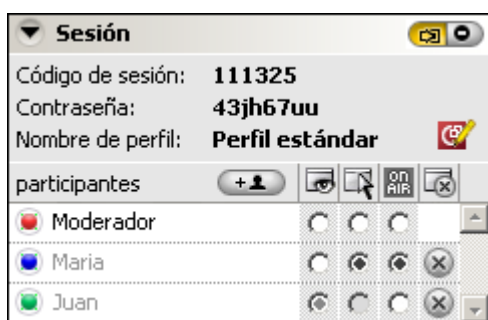 Sesión
Código de sesión: 111325
Contraseña: 43jh67uu
Nombre de perfil: Perfil estándar
participantes on AIR
Moderador
Maria
Juan